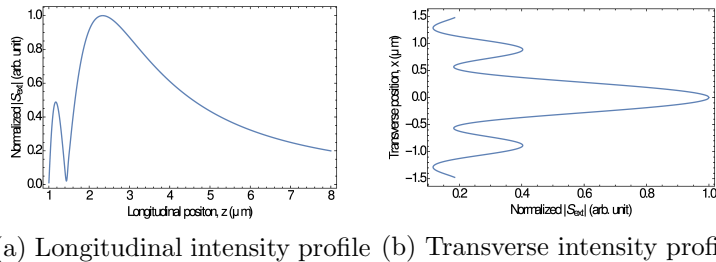 1.0
0.8
0.6
0.4
0.2
0.0
Normalized |Sext| (arb. unit)
1 2 3 4 5 6 7 8
Longitudinal positon, z (μm)
1.5
1.0
0.5
0.0
-0.5
-1.0
-1.5
Transverse position, x (μm)
0.2 0.4 0.6 0.8 1.0
Normalized |Sext| (arb. unit)
a) Longitudinal intensity profile (b) Transverse intensity profi